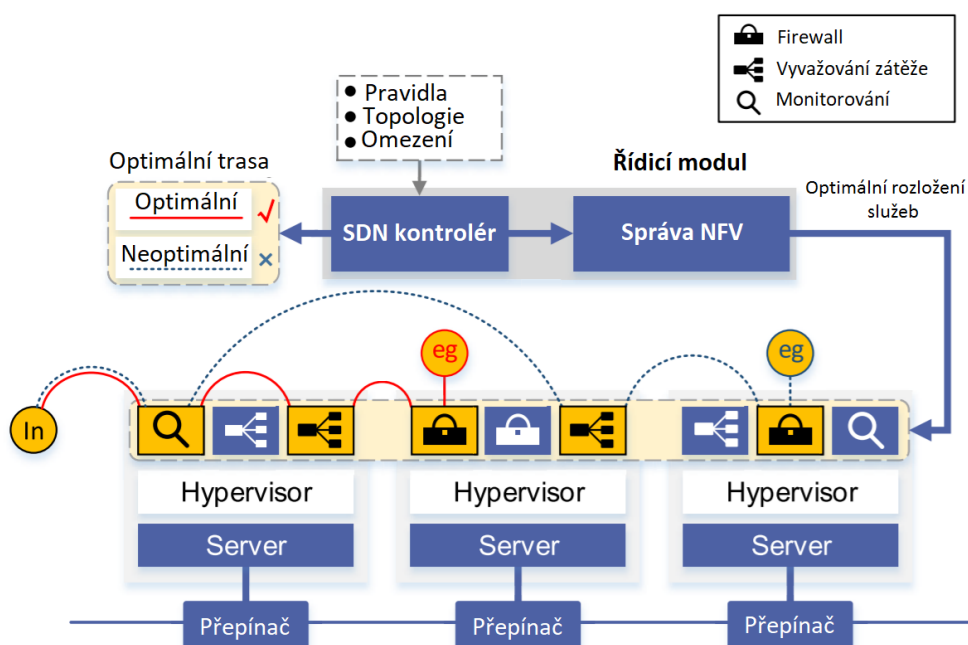 Firewall
Vyvažování zátěže
Monitorování
Pravidla
Topologie
Omezení
Optimální trasa
Optimální
Neoptimální
Řídicí modul
SDN kontrolér
Správa NFV
Optimální rozložení
služeb
eg
eg
In
Hypervisor
Hypervisor
Hypervisor
Server
Server
Server
Přepínač
Přepínač
Přepínač